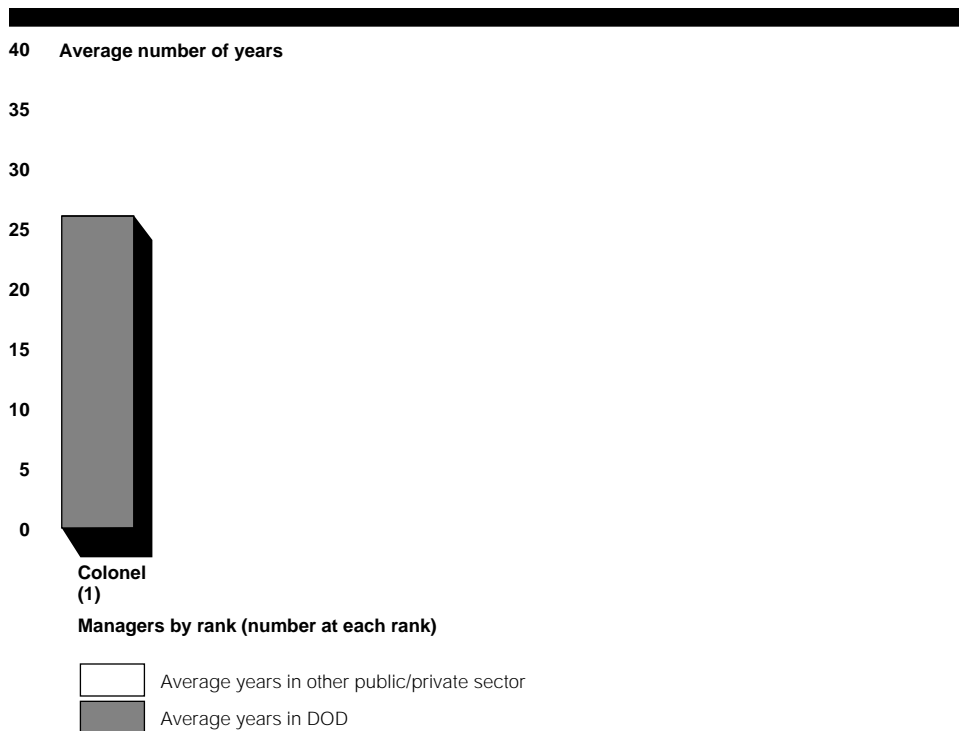 40 Average number of years
35
30
25
20
15
10
5
0
Colonel
(1)
Managers by rank (number at each rank)
Average years in other public/private sector
Average years in DOD